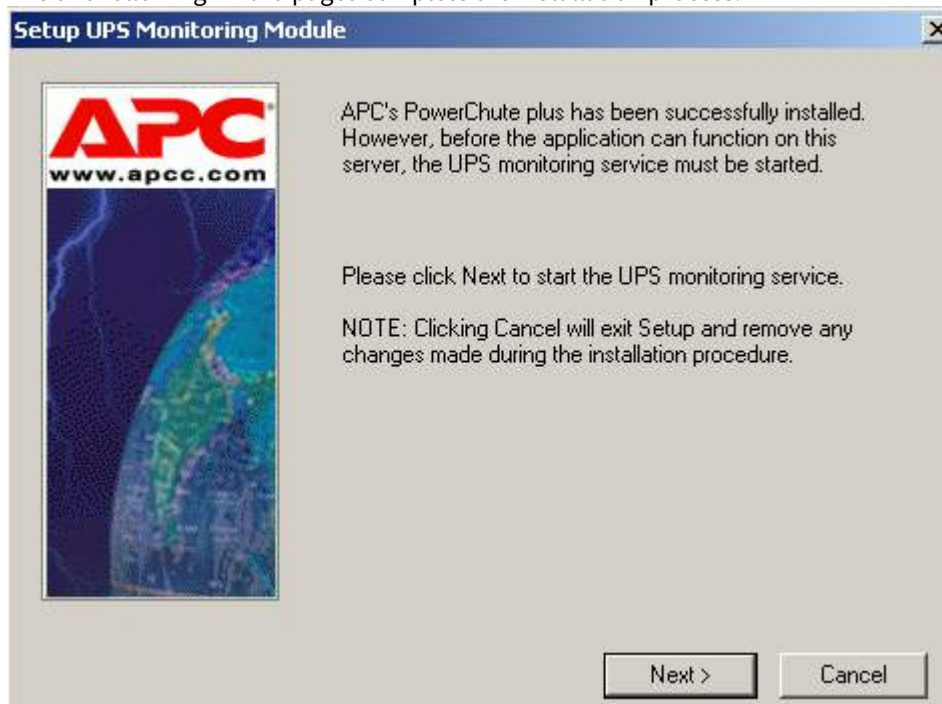 Setup UPS Monitoring Module
APC
www.apcc.com
APC's PowerChute plus has been successfully installed.
However, before the application can function on this
server, the UPS monitoring service must be started.
Please click Next to start the UPS monitoring service.
NOTE: Clicking Cancel will exit Setup and remove any
changes made during the installation procedure.
Next >
Cancel